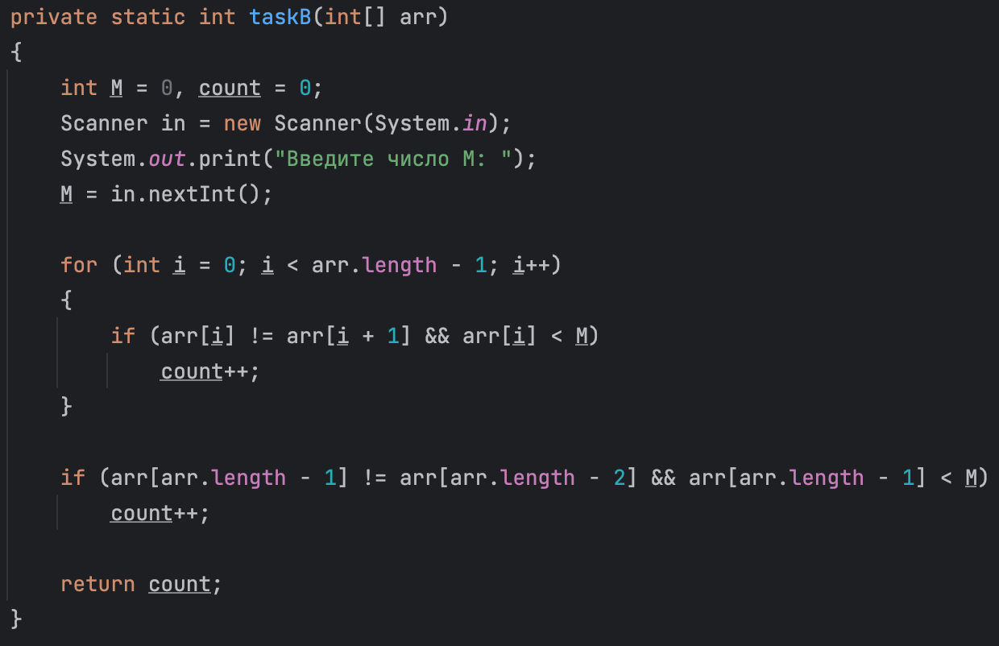 private static int taskB(int[] arr)
{
    int M = 0, count = 0;
    Scanner in = new Scanner(System.in);
    System.out.print("Введите число M: ");
    M = in.nextInt();

    for (int i = 0; i < arr.length - 1; i++)
    {
        if (arr[i] != arr[i + 1] && arr[i] < M)
            count++;
    }

    if (arr[arr.length - 1] != arr[arr.length - 2] && arr[arr.length - 1] < M)
        count++;

    return count;
}